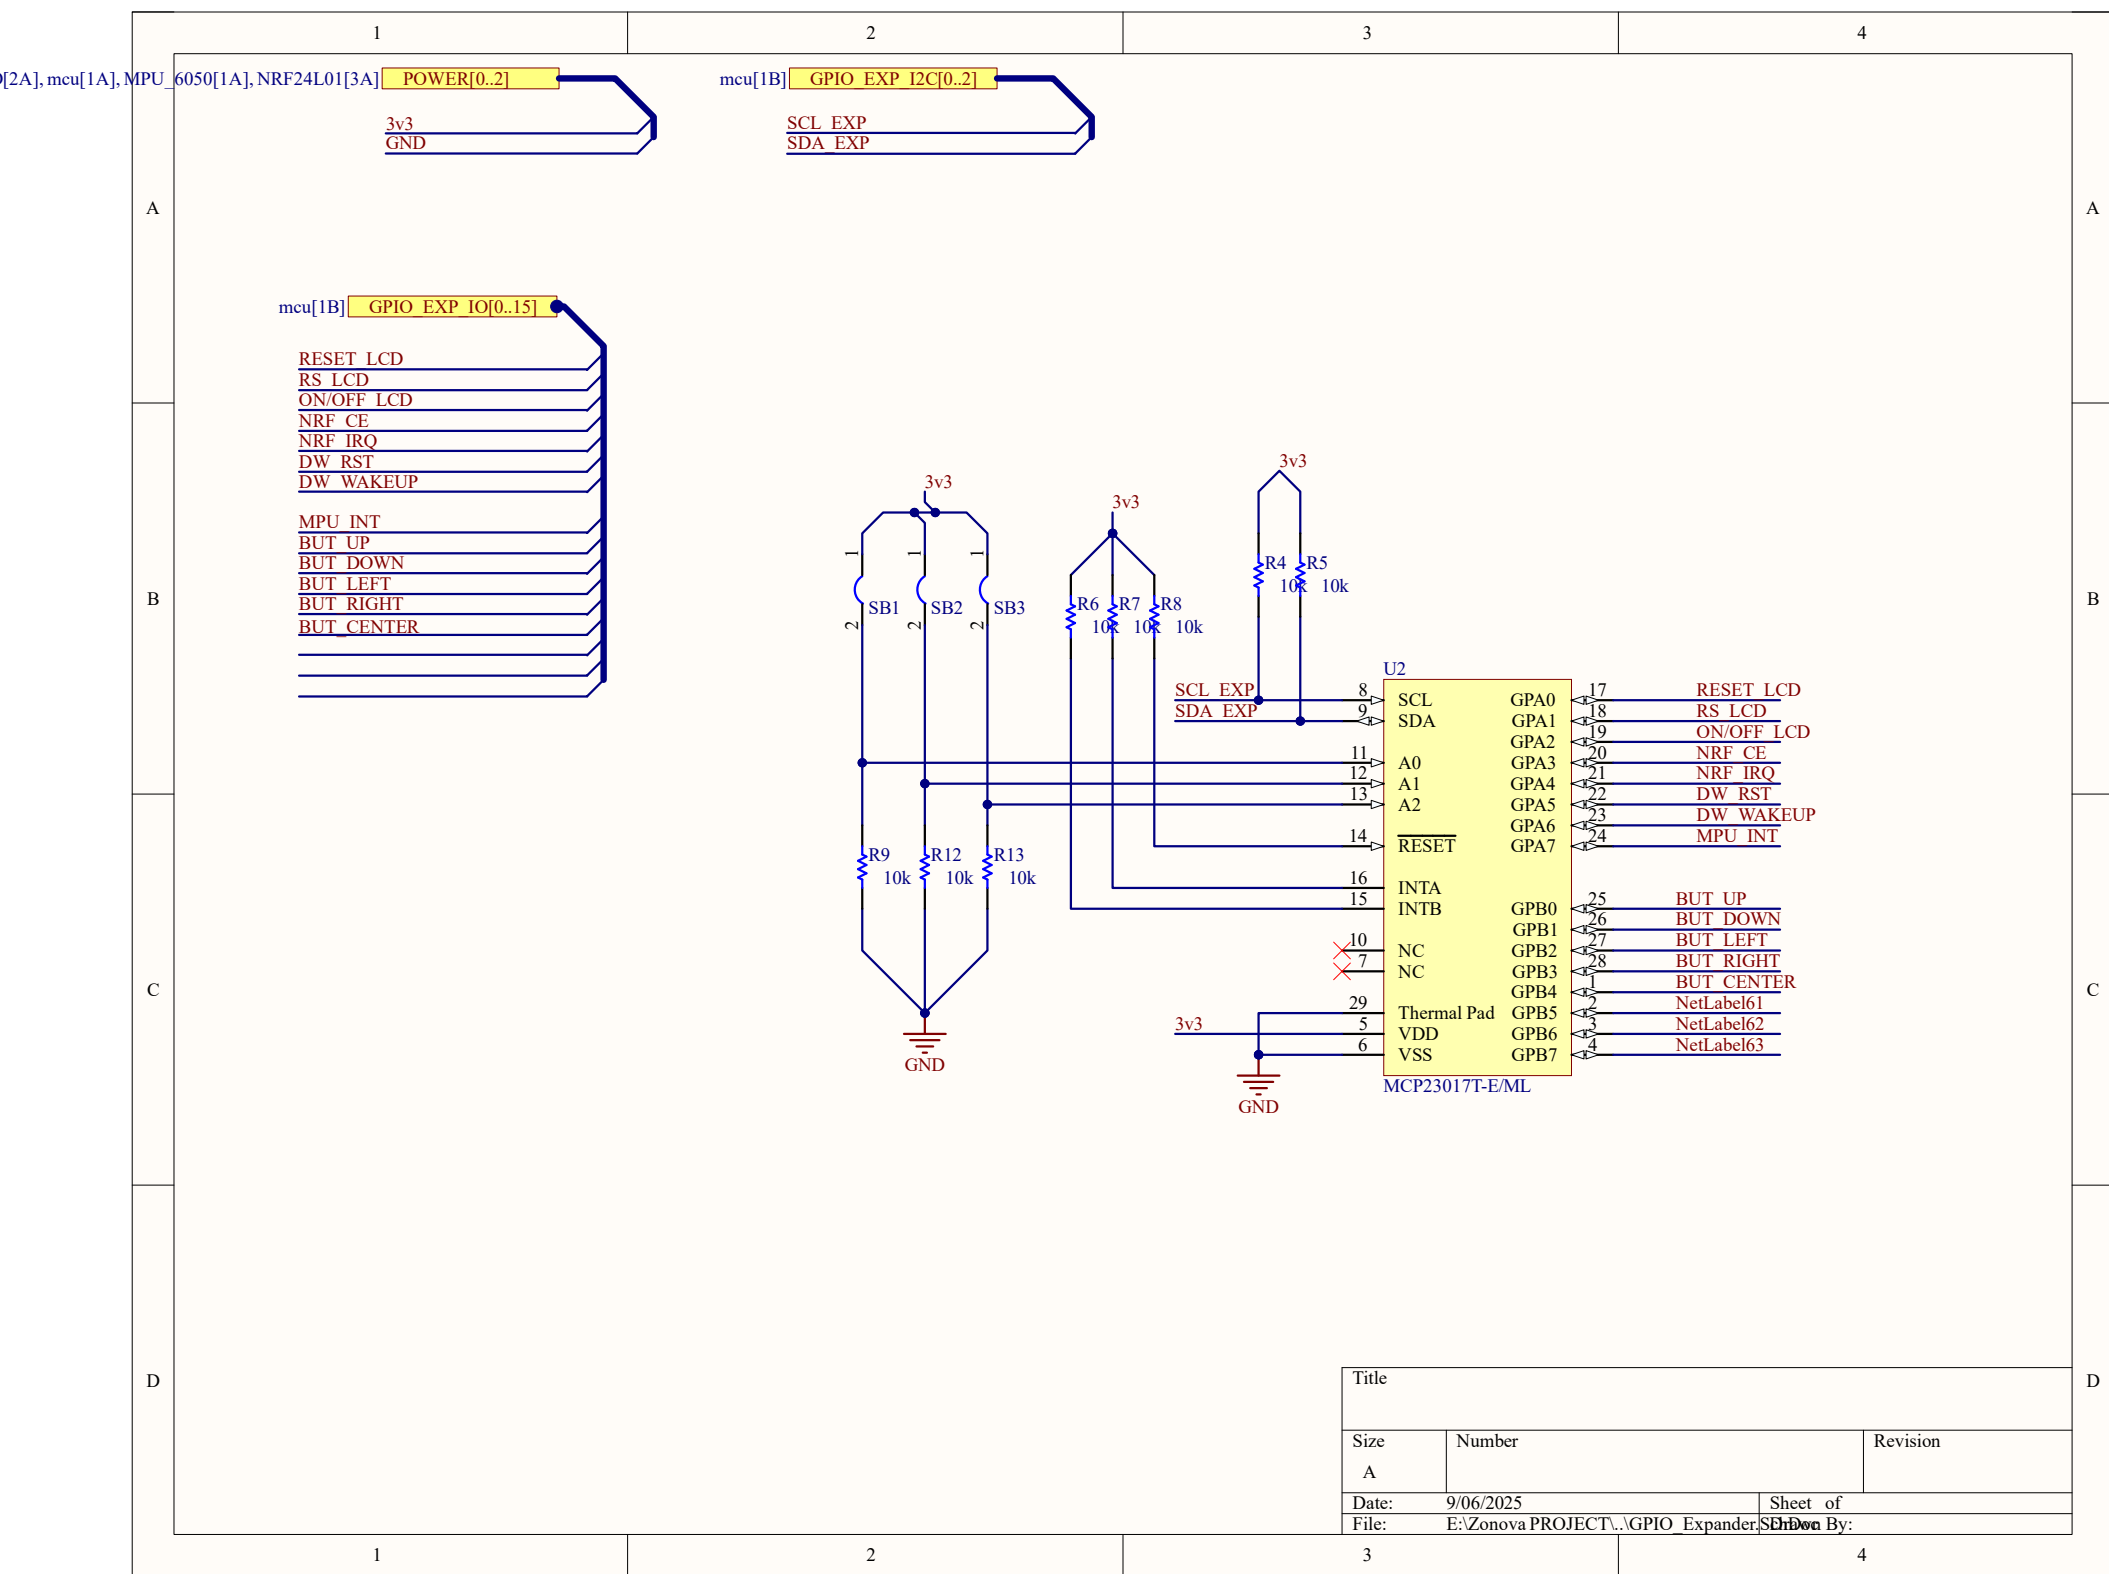 1 2 3 4
[2A], mcu[1A], MPU_6050[1A], NRF24L01[3A] POWER[0..2]
3v3
GND
mcu[1B] GPIO_EXP_I2C[0..2]
SCL_EXP
SDA_EXP
A A
mcu[1B] GPIO_EXP_IO[0..15]
RESET_LCD
RS_LCD
ON/OFF_LCD
NRF_CE
NRF_IRQ
DW_RST
DW_WAKEUP
MPU_INT
BUT_UP
BUT_DOWN
BUT_LEFT
BUT_RIGHT
BUT_CENTER
B B
3v3
1 1 1
SB1 SB2 SB3
2 2 2
3v3
R6 R7 R8
10k 10k 10k
3v3
R4 R5
10k 10k
R9 R12 R13
10k 10k 10k
GND
U2
SCL_EXP 8 SCL
SDA_EXP 9 SDA
11 A0
12 A1
13 A2
14 RESET
16 INTA
15 INTB
10 NC
7 NC
29 Thermal Pad
3v3 5 VDD
6 VSS
GND
GPA0 17 RESET_LCD
GPA1 18 RS_LCD
GPA2 19 ON/OFF_LCD
GPA3 20 NRF_CE
GPA4 21 NRF_IRQ
GPA5 22 DW_RST
GPA6 23 DW_WAKEUP
GPA7 24 MPU_INT
GPB0 25 BUT_UP
GPB1 26 BUT_DOWN
GPB2 27 BUT_LEFT
GPB3 28 BUT_RIGHT
GPB4 1 BUT_CENTER
GPB5 2 NetLabel61
GPB6 3 NetLabel62
GPB7 4 NetLabel63
MCP23017T-E/ML
C C
D D
Title
Size Number Revision
A
Date: 9/06/2025 Sheet of
File: E:\Zonova PROJECT\..\GPIO_Expander.SchDoc Drawn By:
1 2 3 4